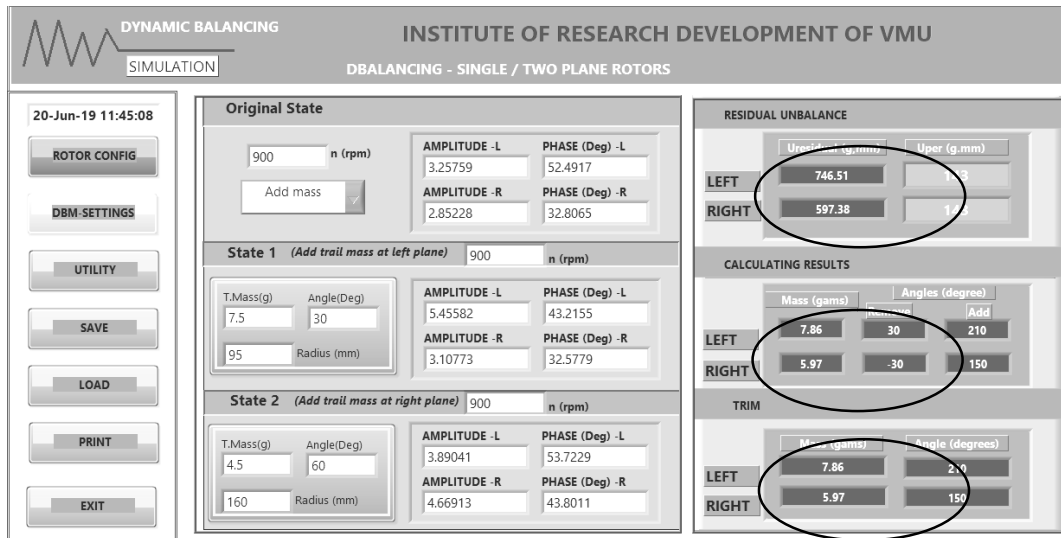 DYNAMIC BALANCING
SIMULATION
INSTITUTE OF RESEARCH DEVELOPMENT OF VMU
DBALANCING - SINGLE / TWO PLANE ROTORS
20-Jun-19 11:45:08
ROTOR CONFIG
DBM-SETTINGS
UTILITY
SAVE
LOAD
PRINT
EXIT
Original State
900 n (rpm)
Add mass
AMPLITUDE -L PHASE (Deg) -L
3.25759 52.4917
AMPLITUDE -R PHASE (Deg) -R
2.85228 32.8065
State 1 (Add trail mass at left plane) 900 n (rpm)
T.Mass(g) Angle(Deg)
7.5 30
95 Radius (mm)
AMPLITUDE -L PHASE (Deg) -L
5.45582 43.2155
AMPLITUDE -R PHASE (Deg) -R
3.10773 32.5779
State 2 (Add trail mass at right plane) 900 n (rpm)
T.Mass(g) Angle(Deg)
4.5 60
160 Radius (mm)
AMPLITUDE -L PHASE (Deg) -L
3.89041 53.7229
AMPLITUDE -R PHASE (Deg) -R
4.66913 43.8011
RESIDUAL UNBALANCE
Uresidual (g.mm) Uper (g.mm)
LEFT 746.51 143
RIGHT 597.38 143
CALCULATING RESULTS
Mass (gams) Angles (degree)
Remove Add
LEFT 7.86 30 210
RIGHT 5.97 -30 150
TRIM
Mass (gams) Angle (degrees)
LEFT 7.86 210
RIGHT 5.97 150